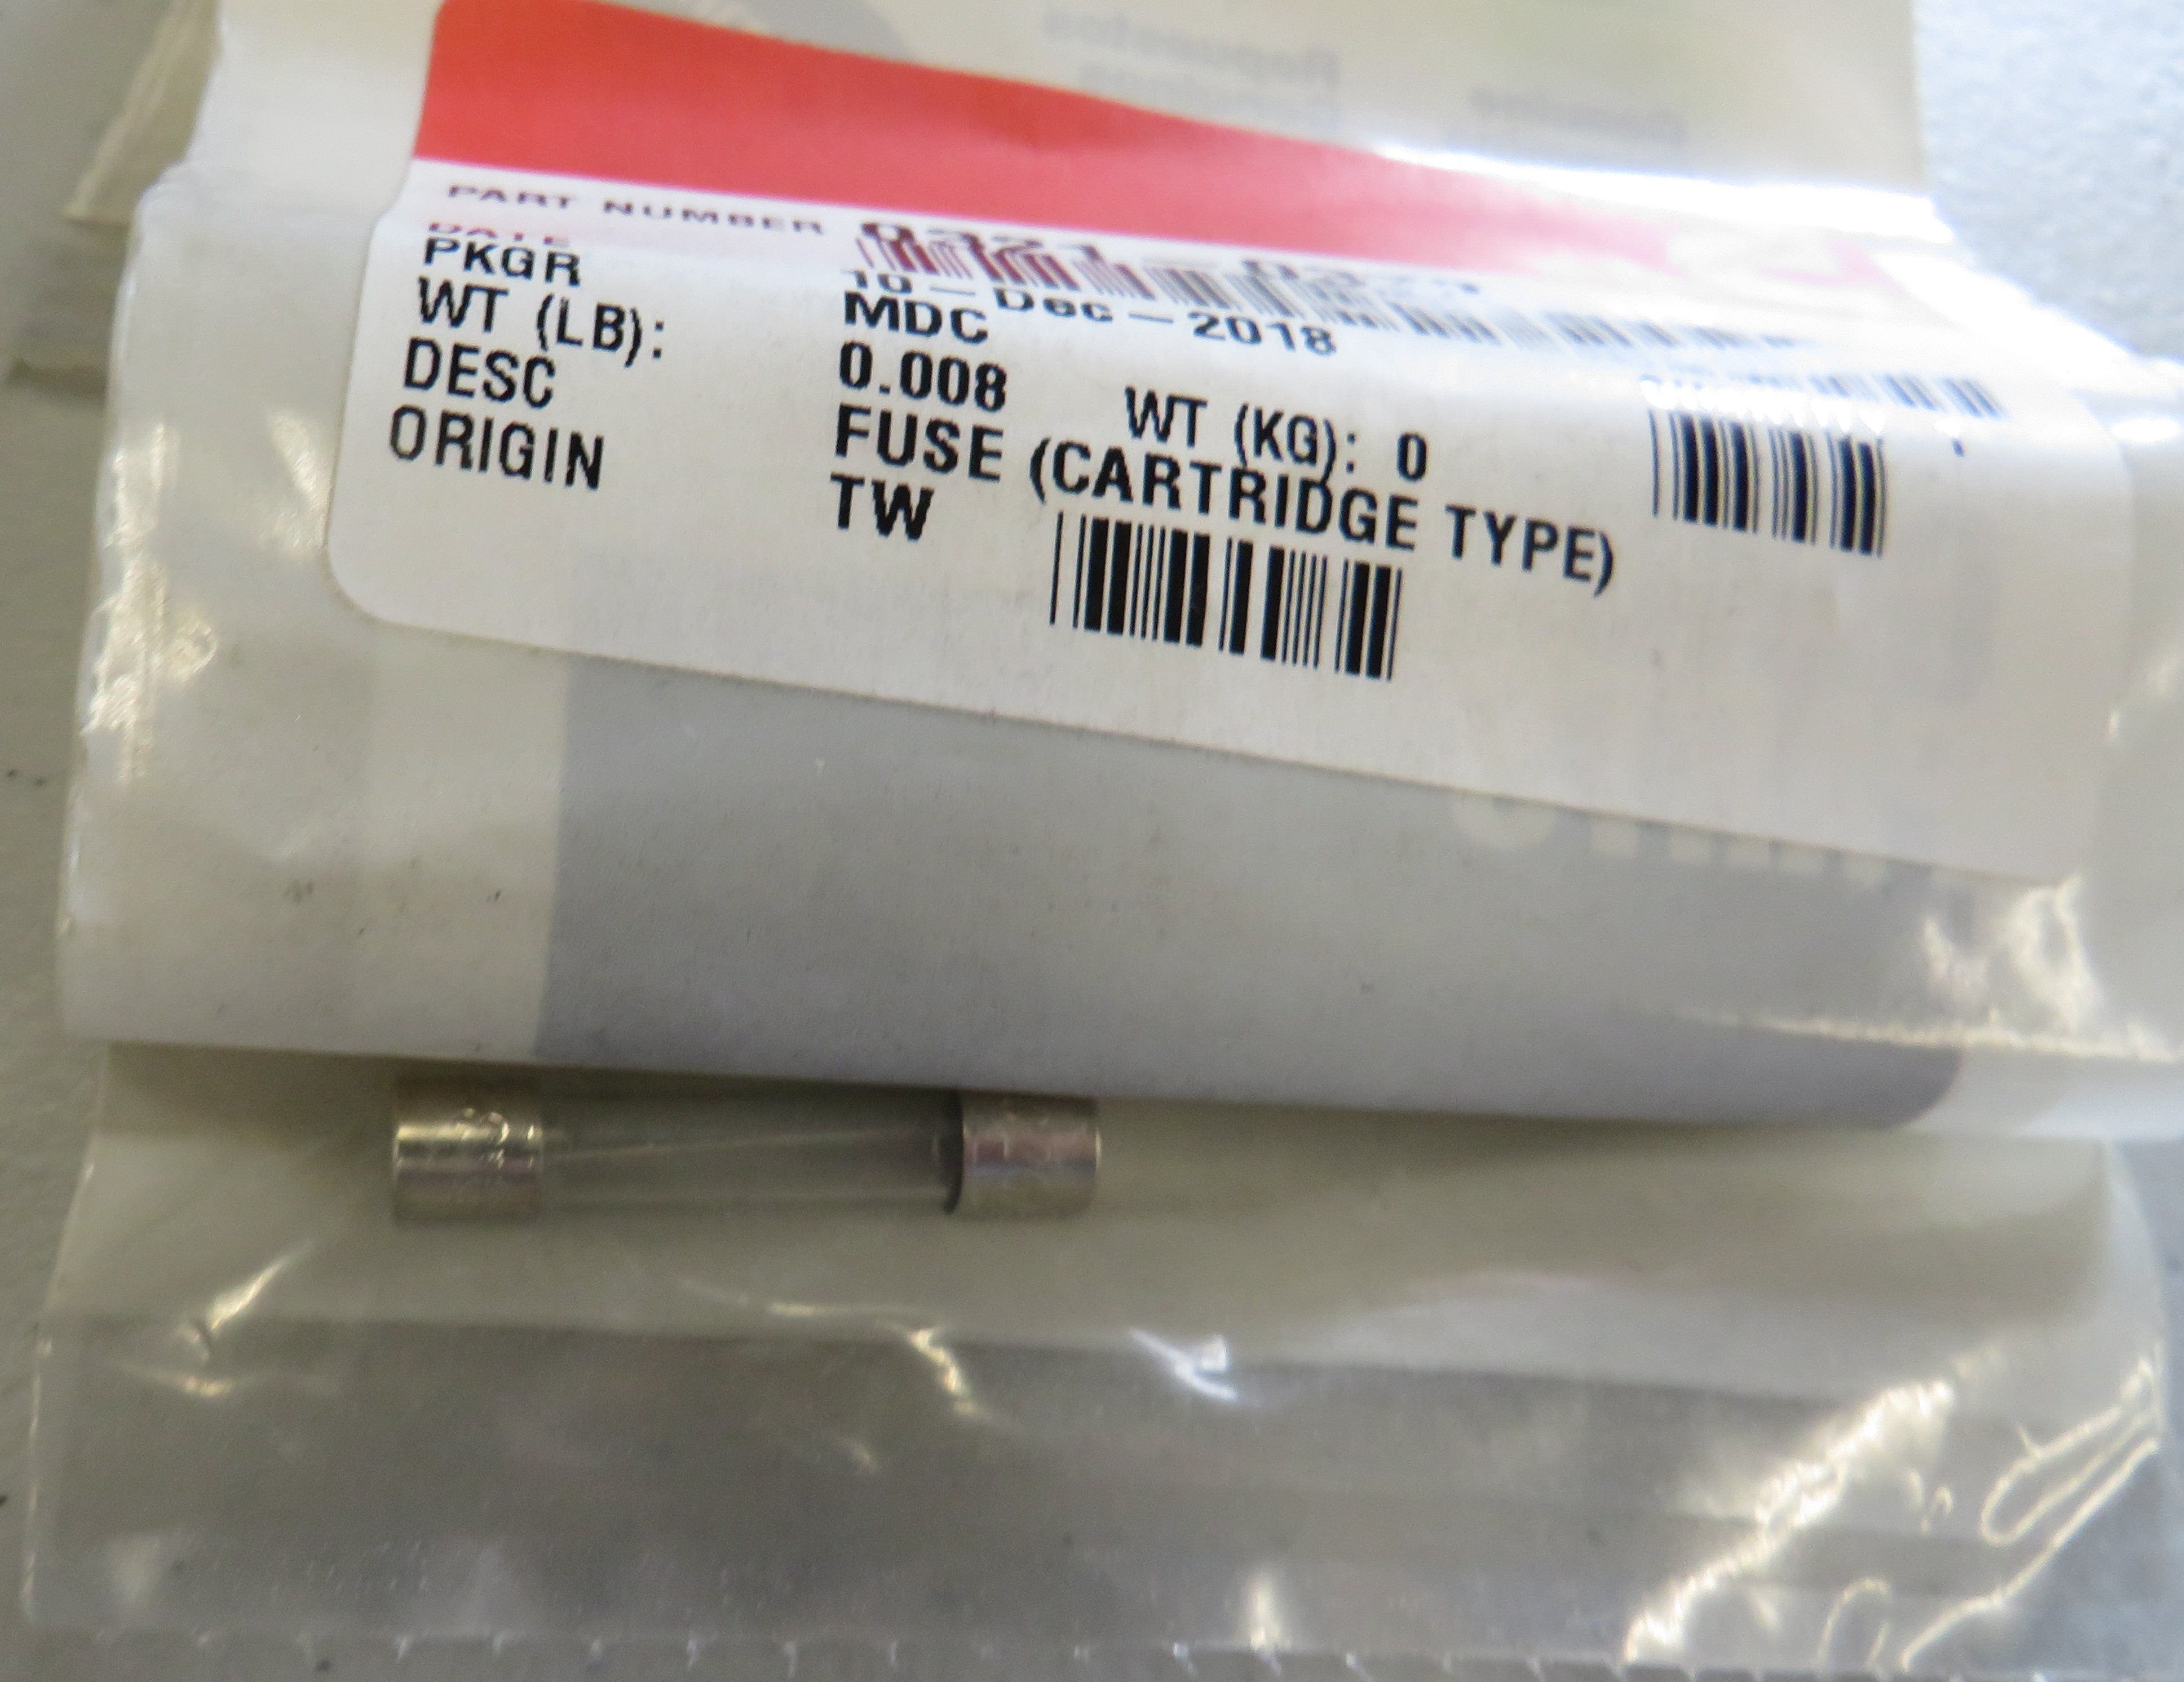 PART NUMBER
DATE 10-Dec-2018
PKGR MDC
WT (LB): 0.008 WT (KG): 0
DESC FUSE (CARTRIDGE TYPE)
ORIGIN TW